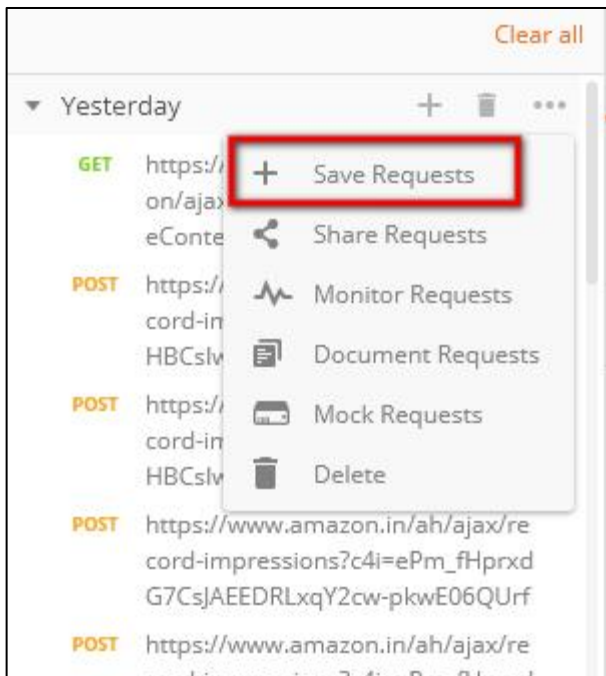 Clear all
Yesterday
GET https:/
on/ajax
eConte
Save Requests
Share Requests
Monitor Requests
Document Requests
Mock Requests
Delete
POST https:/
cord-in
HBCslw
POST https:/
cord-in
HBCslw
POST https://www.amazon.in/ah/ajax/re
cord-impressions?c4i=ePm_fHprxd
G7CsJAEEDRLxqY2cw-pkwE06QUrf
POST https://www.amazon.in/ah/ajax/re